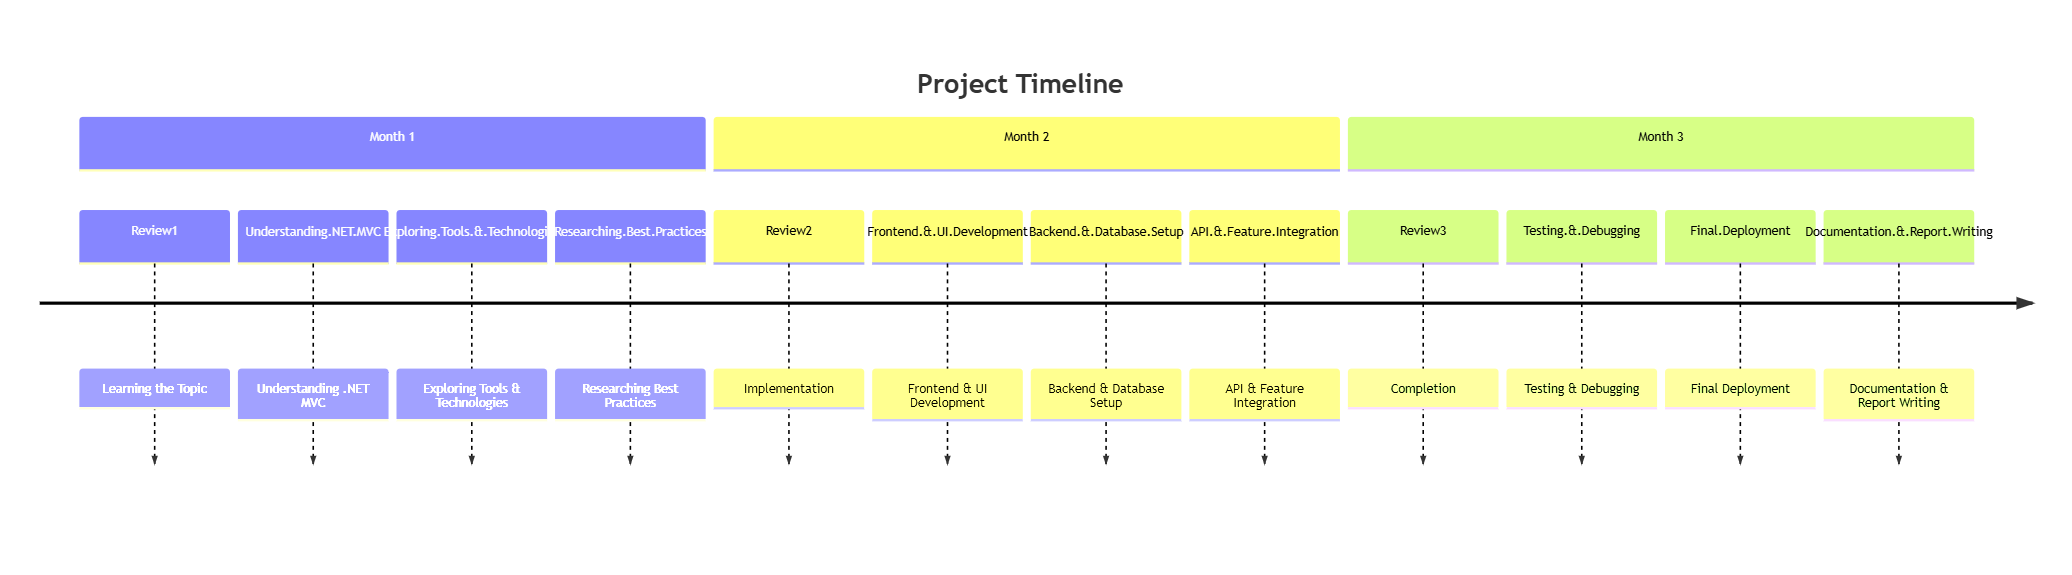 Project Timeline
Month 1
Month 2
Month 3
Review1
Understanding.NET.MVC
Exploring.Tools.&.Technologi
Researching.Best.Practices
Review2
Frontend.&.UI.Development
Backend.&.Database.Setup
API.&.Feature.Integration
Review3
Testing.&.Debugging
Final.Deployment
Documentation.&.Report.Writing
Learning the Topic
Understanding .NET
MVC
Exploring Tools &
Technologies
Researching Best
Practices
Implementation
Frontend & UI
Development
Backend & Database
Setup
API & Feature
Integration
Completion
Testing & Debugging
Final Deployment
Documentation &
Report Writing